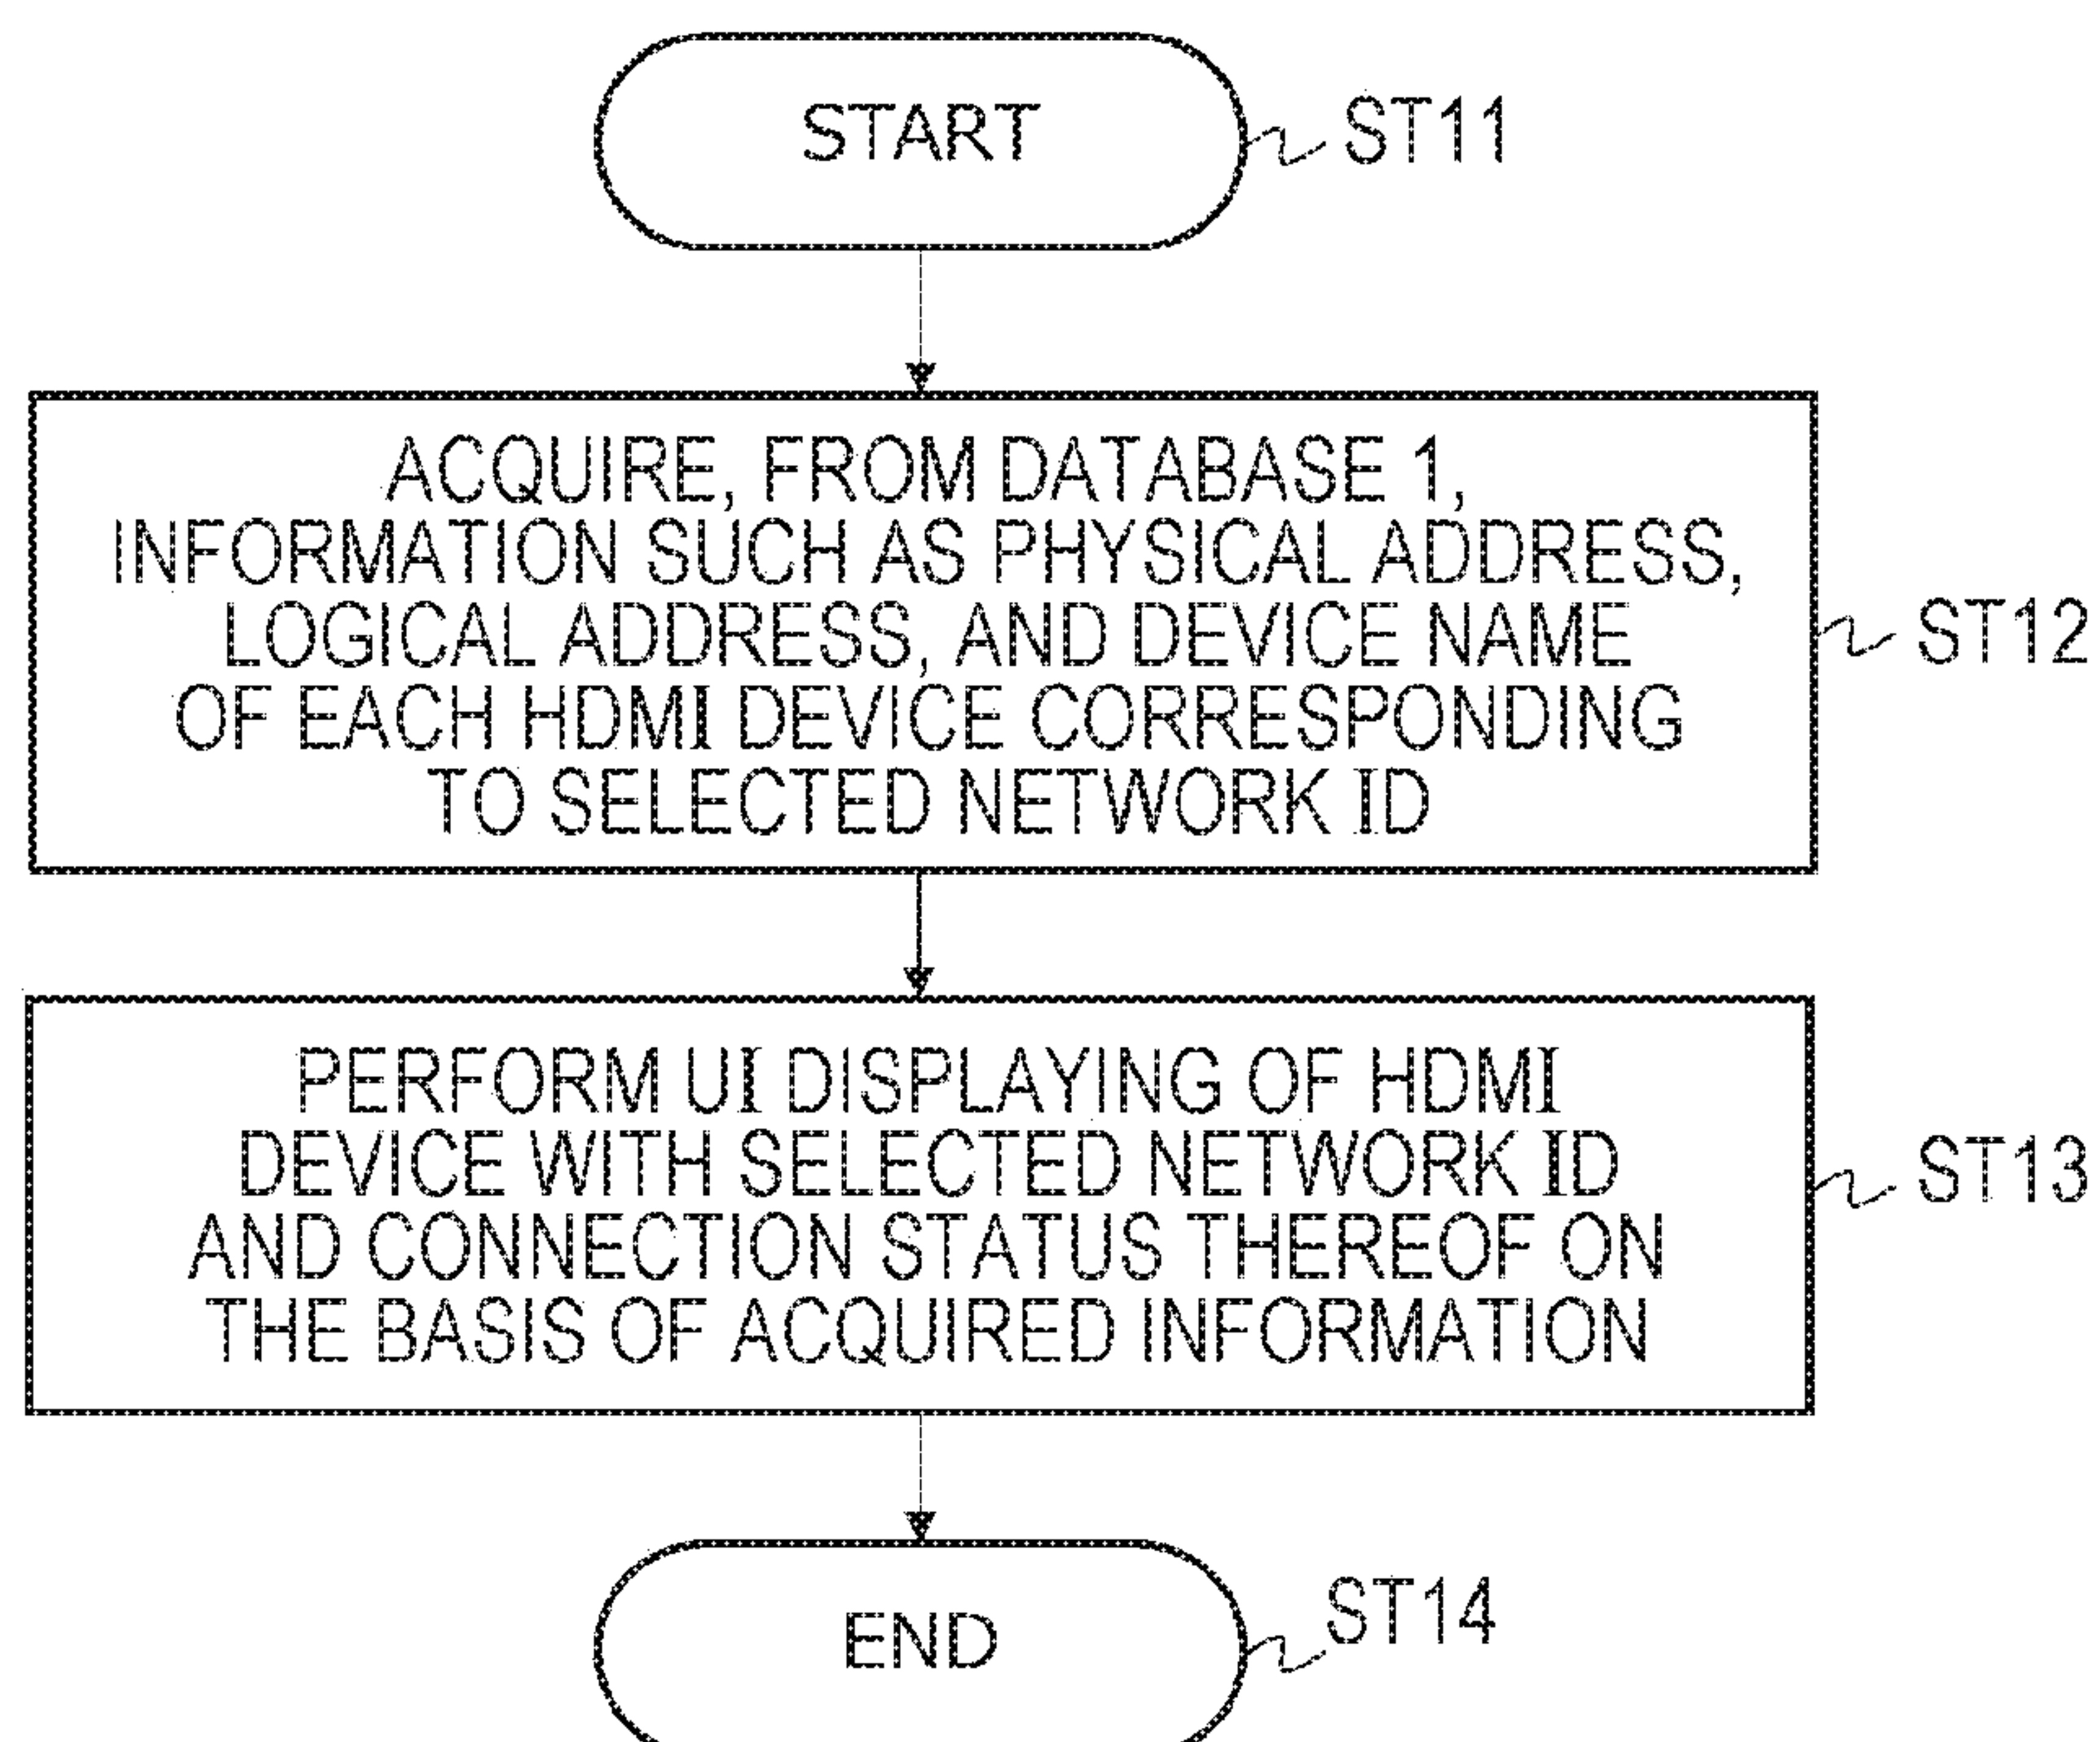 START
ST11
ACQUIRE, FROM DATABASE 1,
INFORMATION SUCH AS PHYSICAL ADDRESS,
LOGICAL ADDRESS, AND DEVICE NAME
OF EACH HDMI DEVICE CORRESPONDING
TO SELECTED NETWORK ID
ST12
PERFORM UI DISPLAYING OF HDMI
DEVICE WITH SELECTED NETWORK ID
AND CONNECTION STATUS THEREOF ON
THE BASIS OF ACQUIRED INFORMATION
ST13
END
ST14